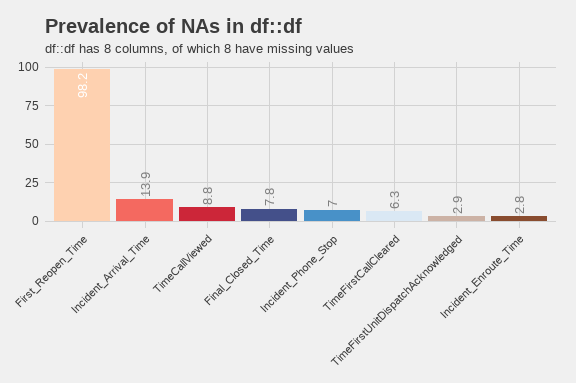 Prevalence of NAs in df::df
df::df has 8 columns, of which 8 have missing values
100
75
50
25
0
98.2
13.9
8.8
7.8
7
6.3
2.9
2.8
First_Reopen_Time
Incident_Arrival_Time
TimeCallViewed
Final_Closed_Time
Incident_Phone_Stop
TimeFirstCallCleared
TimeFirstUnitDispatchAcknowledged
Incident_Enroute_Time